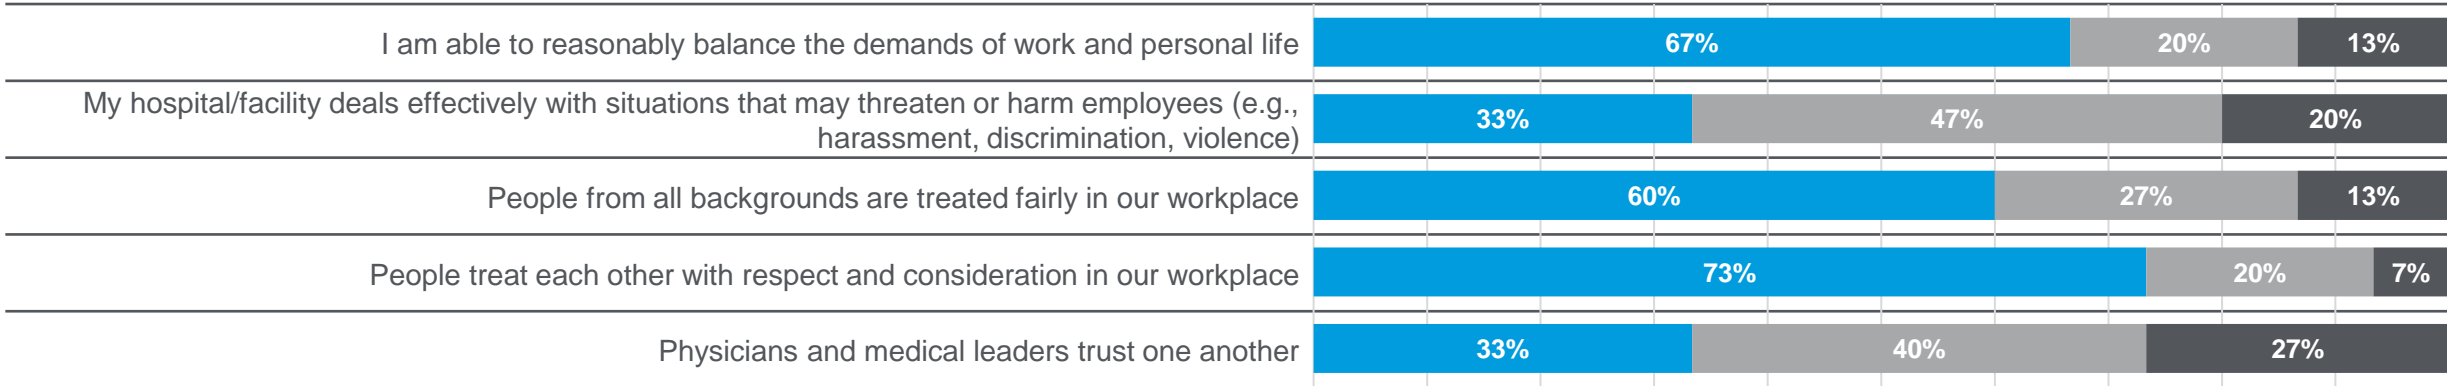 I am able to reasonably balance the demands of work and personal life
67% 20% 13%
My hospital/facility deals effectively with situations that may threaten or harm employees (e.g.,
harassment, discrimination, violence)
33% 47% 20%
People from all backgrounds are treated fairly in our workplace
60% 27% 13%
People treat each other with respect and consideration in our workplace
73% 20% 7%
Physicians and medical leaders trust one another
33% 40% 27%